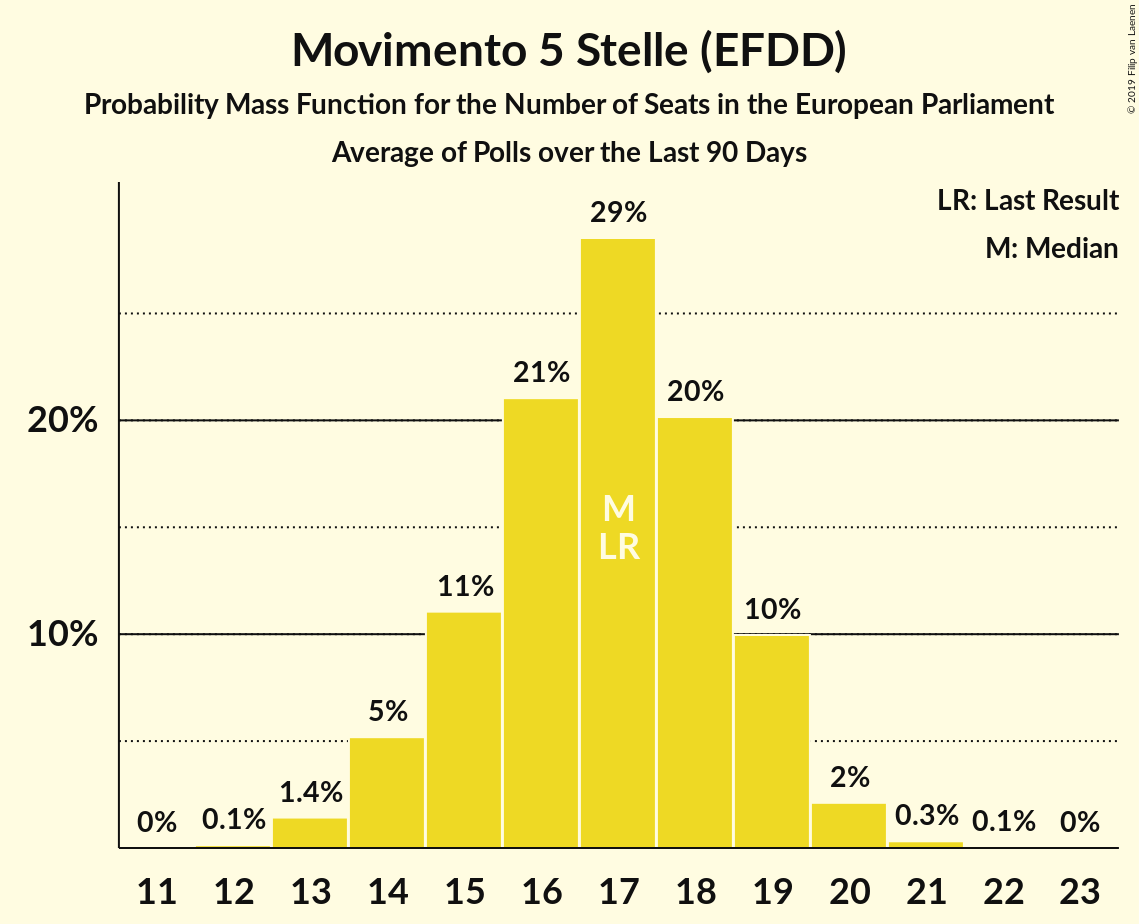 Movimento 5 Stelle (EFDD)
Probability Mass Function for the Number of Seats in the European Parliament
Average of Polls over the Last 90 Days
© 2019 Filip van Laenen
LR: Last Result
M: Median
29%
21%
20%
20%
M
LR
11%
10%
10%
5%
2%
1.4%
0.3%
0.1%
0.1%
0%
0%
11 12 13 14 15 16 17 18 19 20 21 22 23